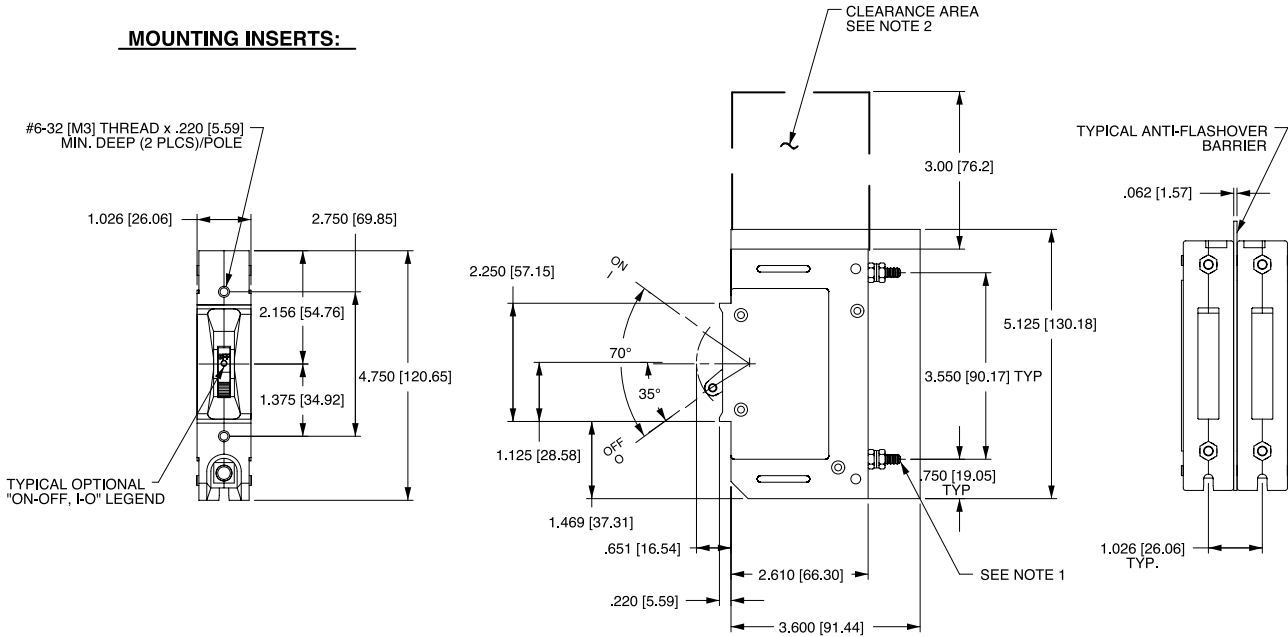 MOUNTING INSERTS:
#6-32 [M3] THREAD x .220 [5.59]
MIN. DEEP (2 PLCS)/POLE
1.026 [26.06]
2.750 [69.85]
2.156 [54.76]
4.750 [120.65]
1.375 [34.92]
OFF
TYPICAL OPTIONAL
"ON-OFF, I-O" LEGEND
CLEARANCE AREA
SEE NOTE 2
3.00 [76.2]
2.250 [57.15]
ON
I
70°
35°
OFF
O
1.125 [28.58]
1.469 [37.31]
.651 [16.54]
.220 [5.59]
2.610 [66.30]
3.600 [91.44]
5.125 [130.18]
3.550 [90.17] TYP
.750 [19.05]
TYP
SEE NOTE 1
TYPICAL ANTI-FLASHOVER
BARRIER
.062 [1.57]
1.026 [26.06]
TYP.